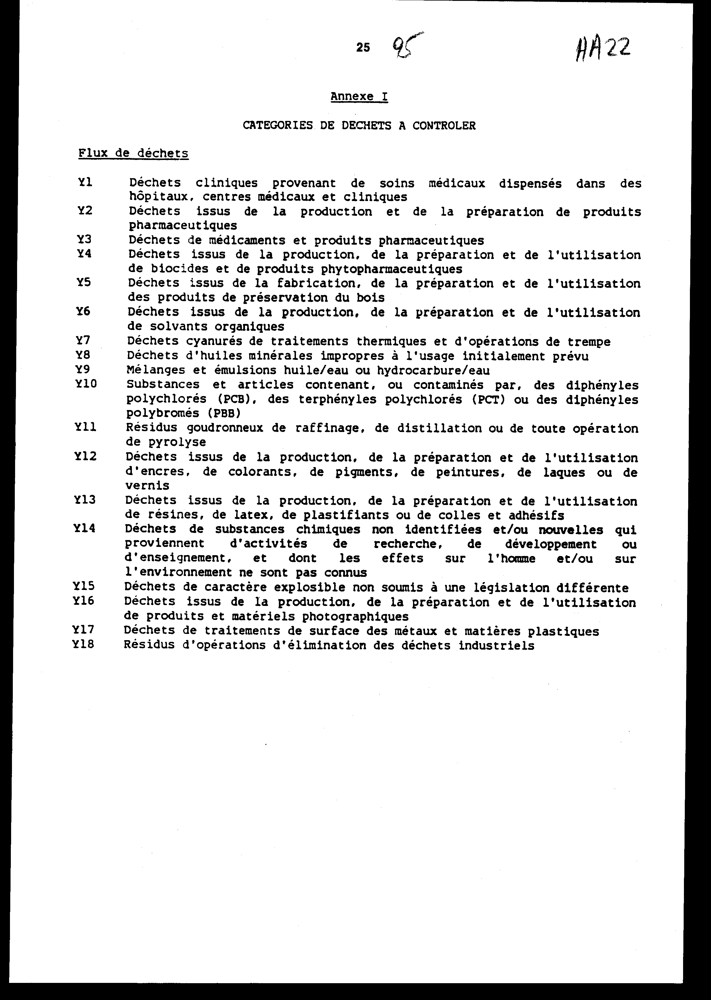 25 95 AA22
Annexe I
CATEGORIES DE DECHETS A CONTROLER
Flux de déchets
Y1 Déchets cliniques provenant de soins médicaux dispensés dans des
hôpitaux, centres médicaux et cliniques
Y2 Déchets issus de la production et de la préparation de produits
pharmaceutiques
Y3 Déchets de médicaments et produits pharmaceutiques
Y4 Déchets issus de la production, de la préparation et de l'utilisation
de biocides et de produits phytopharmaceutiques
Y5 Déchets issus de la fabrication, de la préparation et de l'utilisation
des produits de préservation du bois
Y6 Déchets issus de la production, de la préparation et de l'utilisation
de solvants organiques
Y7 Déchets cyanurés de traitements thermiques et d'opérations de trempe
Y8 Déchets d'huiles minérales impropres à l'usage initialement prévu
Y9 Mélanges et émulsions huile/eau ou hydrocarbure/eau
Y10 Substances et articles contenant, ou contaminés par, des diphényles
polychlorés (PCB), des terphényles polychlorés (PCT) ou des diphényles
polybromés (PBB)
Y11 Résidus goudronneux de raffinage, de distillation ou de toute opération
de pyrolyse
Y12 Déchets issus de la production, de la préparation et de l'utilisation
d'encres, de colorants, de pigments, de peintures, de laques ou de
vernis
Y13 Déchets issus de la production, de la préparation et de l'utilisation
de résines, de latex, de plastifiants ou de colles et adhésifs
Y14 Déchets de substances chimiques non identifiées et/ou nouvelles qui
proviennent d'activités de recherche, de développement ou
d'enseignement, et dont les effets sur l'homme et/ou sur
l'environnement ne sont pas connus
Y15 Déchets de caractère explosible non soumis à une législation différente
Y16 Déchets issus de la production, de la préparation et de l'utilisation
de produits et matériels photographiques
Y17 Déchets de traitements de surface des métaux et matières plastiques
Y18 Résidus d'opérations d'élimination des déchets industriels